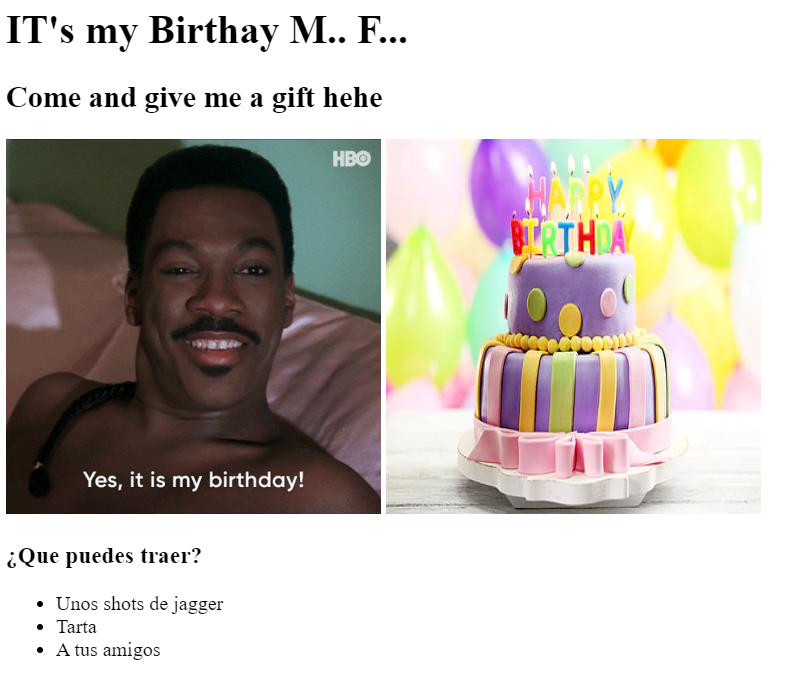 IT's my Birthay M.. F...
Come and give me a gift hehe
HBO
Yes, it is my birthday!
HAPPY
BIRTHDAY
¿Que puedes traer?
Unos shots de jagger
Tarta
A tus amigos